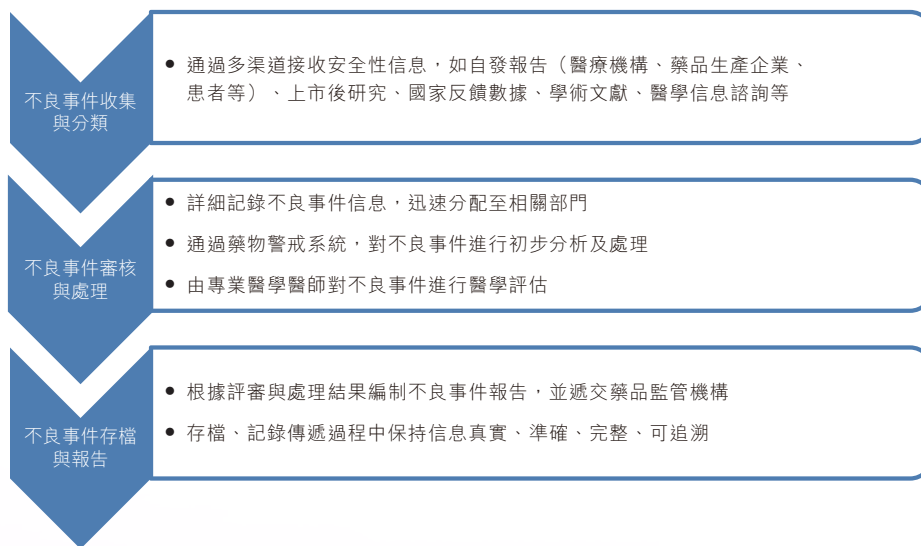 不良事件收集
與分類
• 通過多渠道接收安全性信息，如自發報告（醫療機構、藥品生產企業、
患者等）、上市後研究、國家反饋數據、學術文獻、醫學信息諮詢等
不良事件審核
與處理
• 詳細記錄不良事件信息，迅速分配至相關部門
• 通過藥物警戒系統，對不良事件進行初步分析及處理
• 由專業醫學醫師對不良事件進行醫學評估
不良事件存檔
與報告
• 根據評審與處理結果編制不良事件報告，並遞交藥品監管機構
• 存檔、記錄傳遞過程中保持信息真實、準確、完整、可追溯